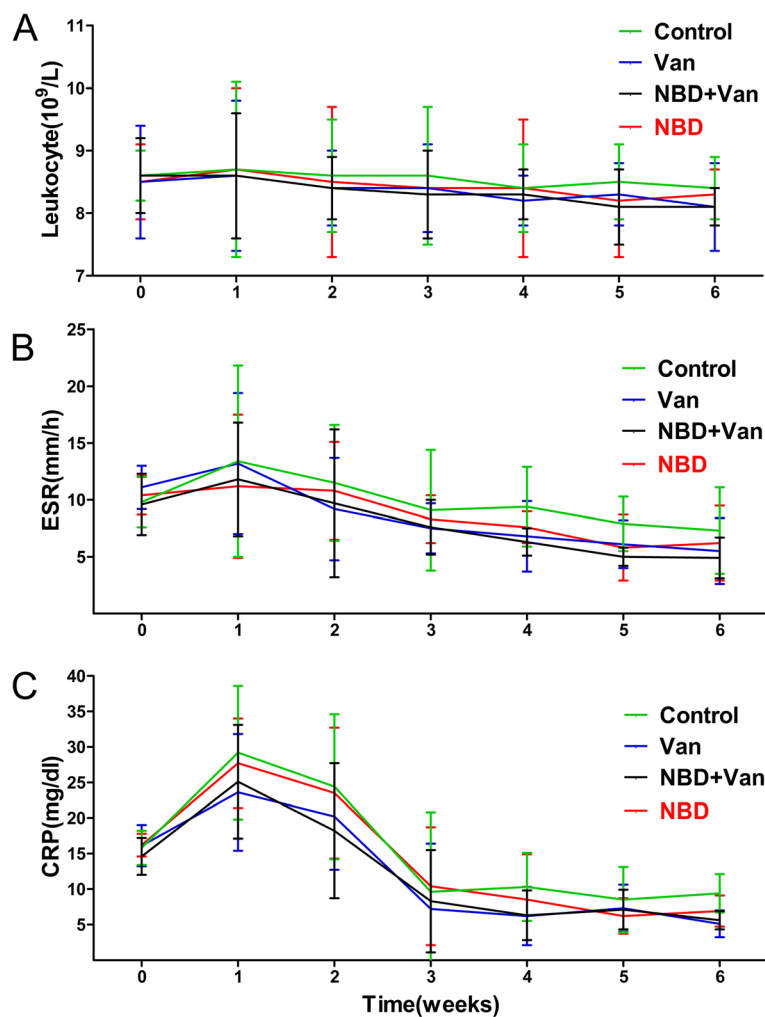 A
Leukocyte(10⁹/L)
11
10
9
8
7
0 1 2 3 4 5 6
Control
Van
NBD+Van
NBD
B
ESR(mm/h)
25
20
15
10
5
0 1 2 3 4 5 6
Control
Van
NBD+Van
NBD
C
CRP(mg/dl)
40
35
30
25
20
15
10
5
0 1 2 3 4 5 6
Control
Van
NBD+Van
NBD
Time(weeks)